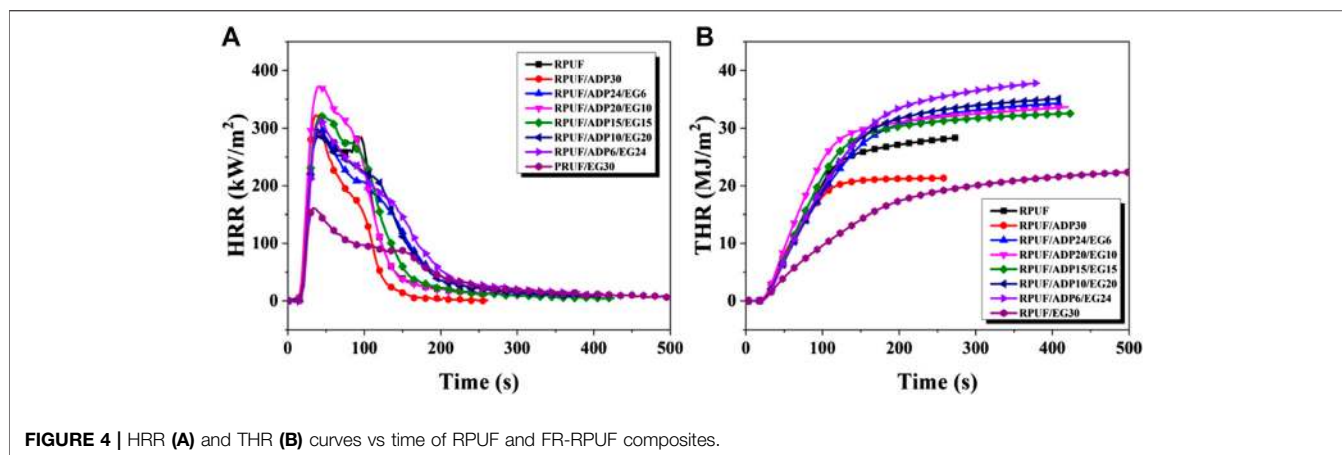 A
HRR (kW/m²)
400
300
200
100
0
RPUF
RPUF/ADP30
RPUF/ADP24/EG6
RPUF/ADP20/EG10
RPUF/ADP15/EG15
RPUF/ADP10/EG20
RPUF/ADP6/EG24
PRUF/EG30
0 100 200 300 400 500
Time (s)
B
THR (MJ/m²)
40
30
20
10
0
RPUF
RPUF/ADP30
RPUF/ADP24/EG6
RPUF/ADP20/EG10
RPUF/ADP15/EG15
RPUF/ADP10/EG20
RPUF/ADP6/EG24
RPUF/EG30
0 100 200 300 400 500
Time (s)
FIGURE 4 | HRR (A) and THR (B) curves vs time of RPUF and FR-RPUF composites.